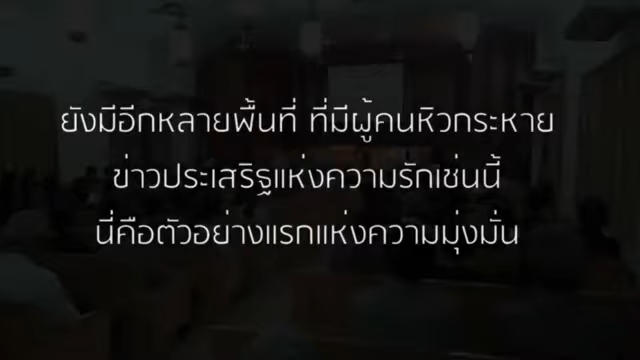 ยังมีอีกหลายพื้นที่ ที่มีผู้คนหิวกระหาย
ข่าวประเสริฐแห่งความรักเช่นนี้
นี่คือตัวอย่างแรกแห่งความมุ่งมั่น